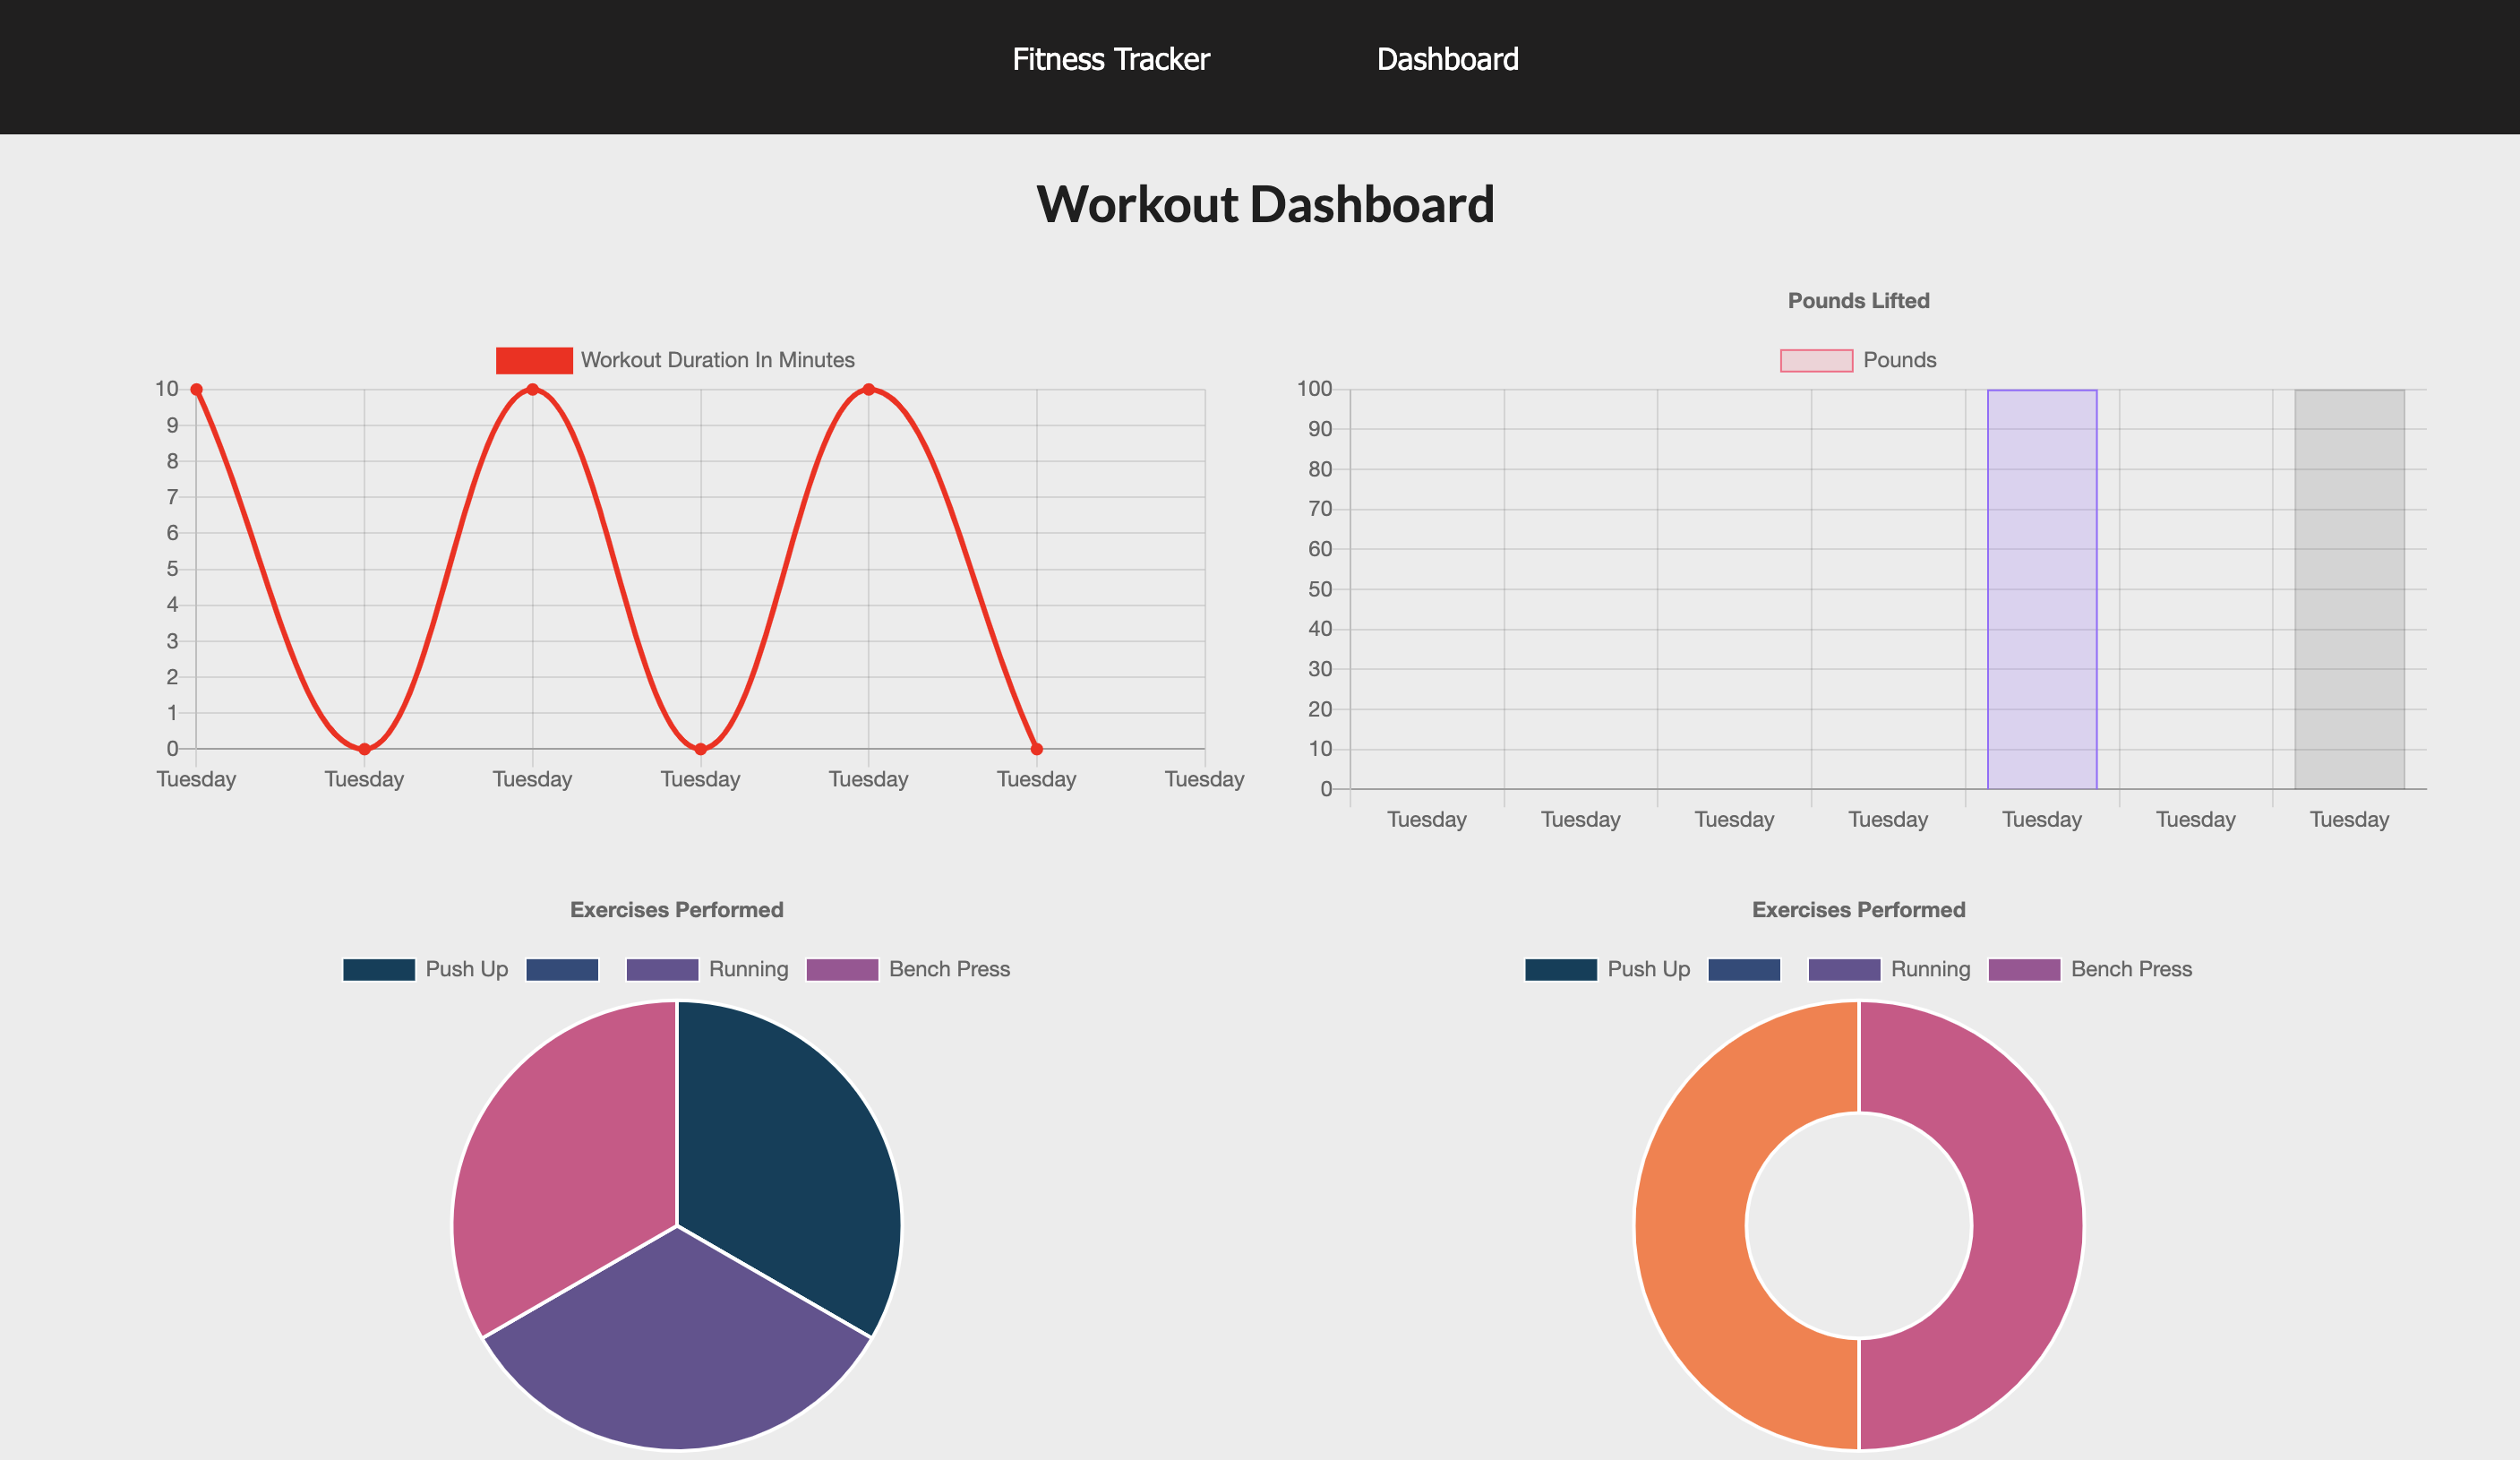 Fitness Tracker Dashboard
Workout Dashboard
Workout Duration In Minutes
10
9
8
7
6
5
4
3
2
1
0
Tuesday Tuesday Tuesday Tuesday Tuesday Tuesday Tuesday
Pounds Lifted
Pounds
100
90
80
70
60
50
40
30
20
10
0
Tuesday Tuesday Tuesday Tuesday Tuesday Tuesday Tuesday
Exercises Performed
Push Up Running Bench Press
Exercises Performed
Push Up Running Bench Press